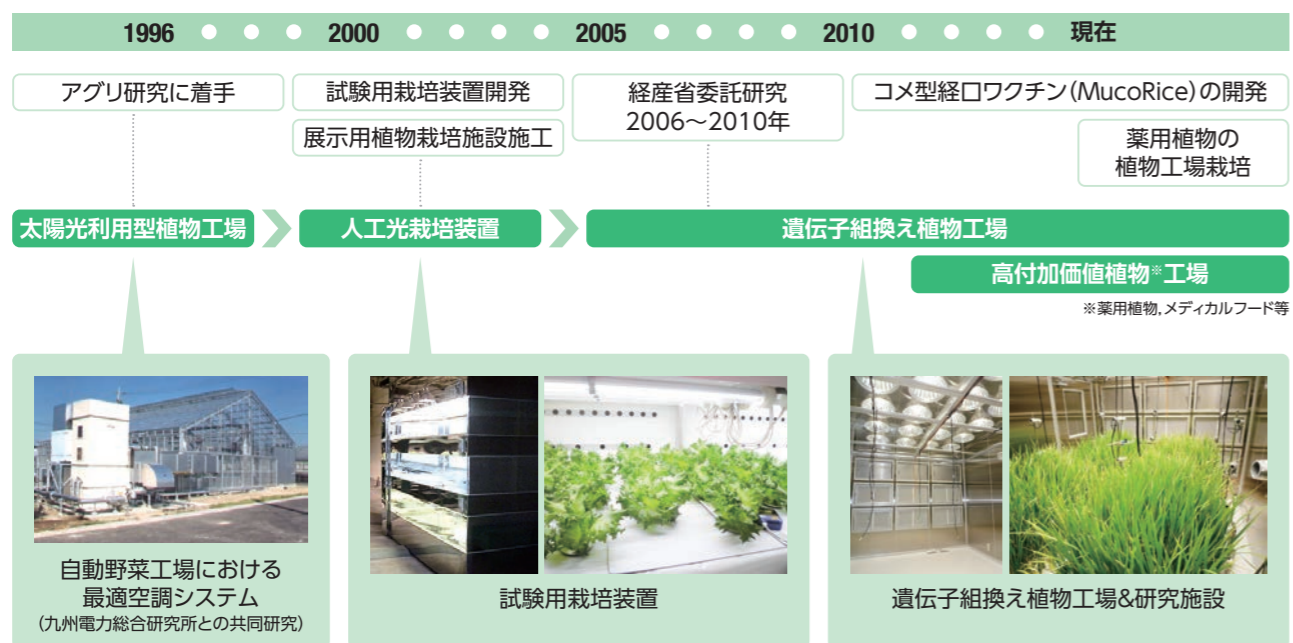 1996 2000 2005 2010 現在
アグリ研究に着手
試験用栽培装置開発
展示用植物栽培施設施工
経産省委託研究
2006〜2010年
コメ型経口ワクチン(MucoRice)の開発
薬用植物の
植物工場栽培
太陽光利用型植物工場
人工光栽培装置
遺伝子組換え植物工場
高付加価値植物※工場
※薬用植物,メディカルフード等
自動野菜工場における
最適空調システム
(九州電力総合研究所との共同研究)
試験用栽培装置
遺伝子組換え植物工場&研究施設